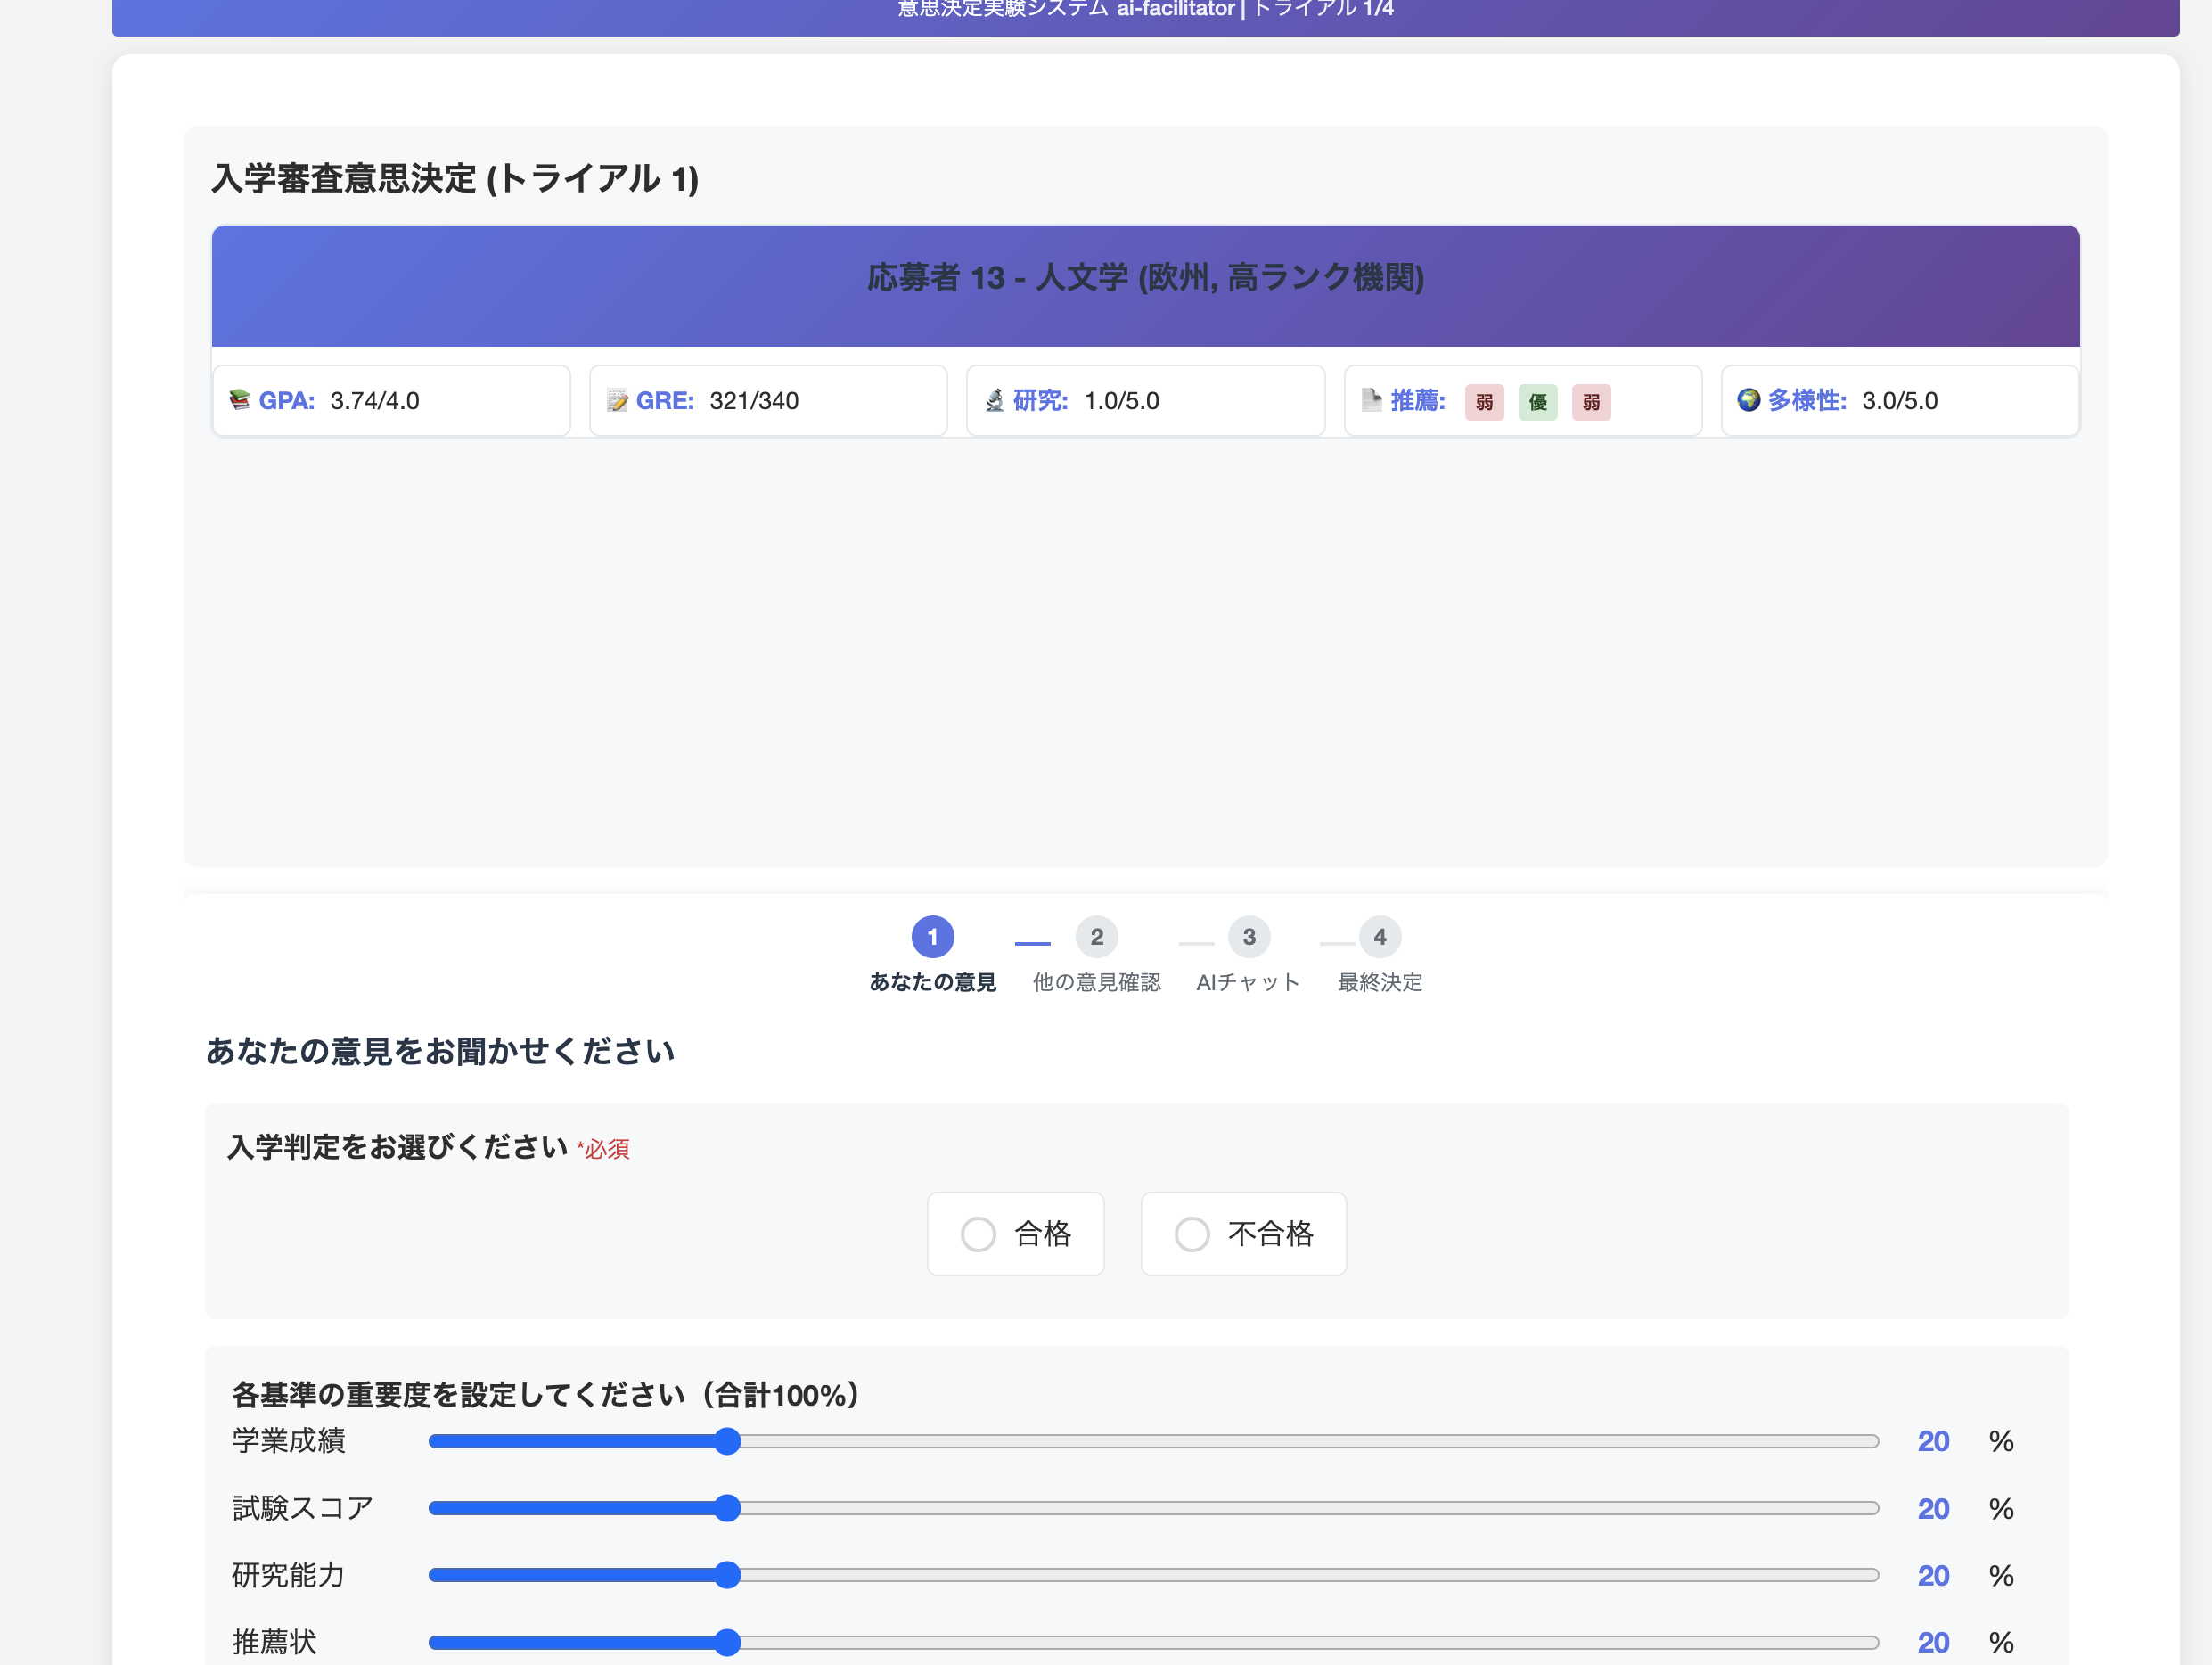 意思決定実験システム ai-facilitator | トライアル 1/4
入学審査意思決定 (トライアル 1)
応募者 13 - 人文学 (欧州, 高ランク機関)
GPA: 3.74/4.0
GRE: 321/340
研究: 1.0/5.0
推薦: 弱 優 弱
多様性: 3.0/5.0
1
あなたの意見
2
他の意見確認
3
AIチャット
4
最終決定
あなたの意見をお聞かせください
入学判定をお選びください *必須
合格
不合格
各基準の重要度を設定してください（合計100%）
学業成績 20 %
試験スコア 20 %
研究能力 20 %
推薦状 20 %